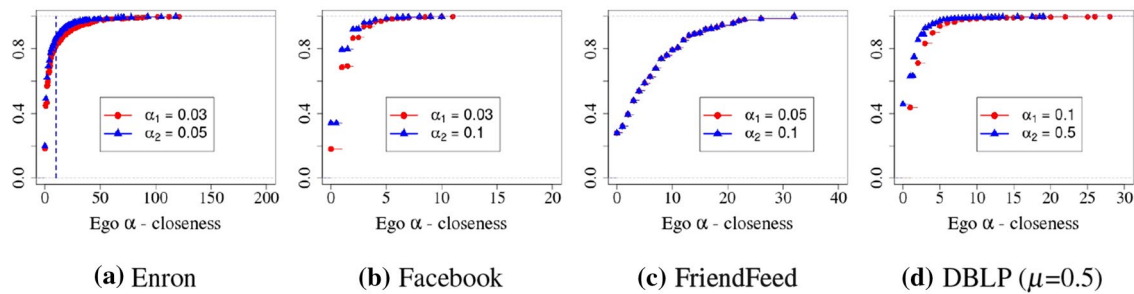 0.0 0.4 0.8
α₁ = 0.03
α₂ = 0.05
0 50 100 150 200
Ego α - closeness
(a) Enron
0.0 0.4 0.8
α₁ = 0.03
α₂ = 0.1
0 5 10 15 20
Ego α - closeness
(b) Facebook
0.0 0.4 0.8
α₁ = 0.05
α₂ = 0.1
0 10 20 30 40
Ego α - closeness
(c) FriendFeed
0.0 0.4 0.8
α₁ = 0.1
α₂ = 0.5
0 5 10 15 20 25 30
Ego α - closeness
(d) DBLP (μ=0.5)